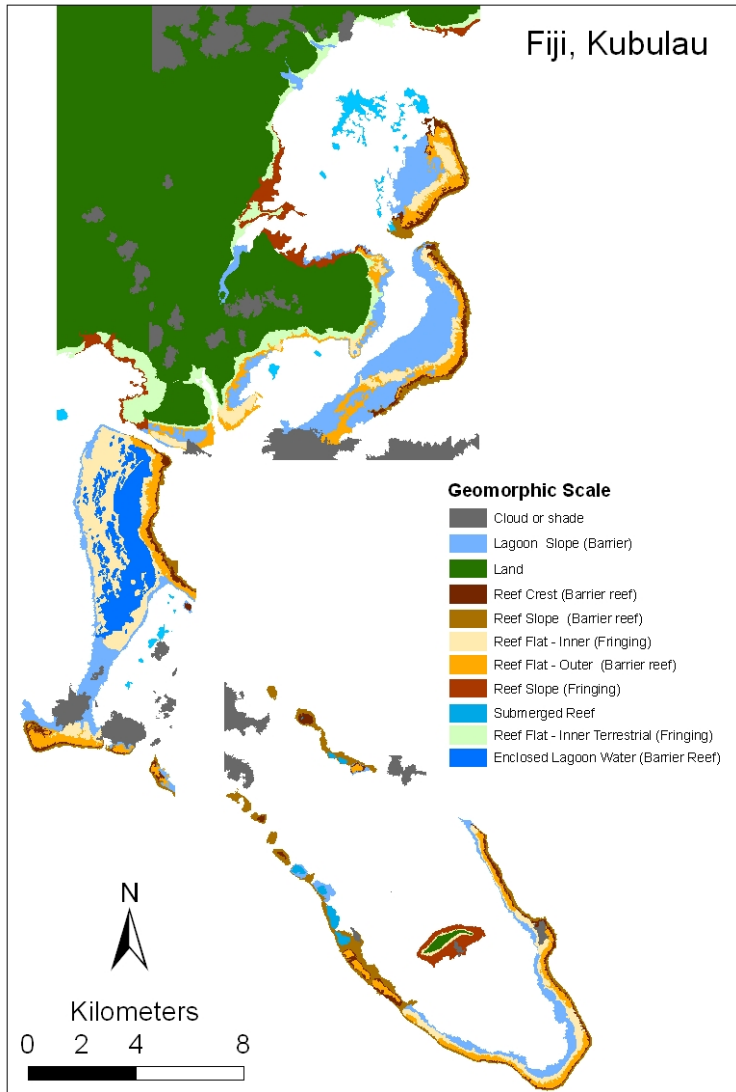 Fiji, Kubulau
Geomorphic Scale
Cloud or shade
Lagoon Slope (Barrier)
Land
Reef Crest (Barrier reef)
Reef Slope (Barrier reef)
Reef Flat - Inner (Fringing)
Reef Flat - Outer (Barrier reef)
Reef Slope (Fringing)
Submerged Reef
Reef Flat - Inner Terrestrial (Fringing)
Enclosed Lagoon Water (Barrier Reef)
N
Kilometers
0 2 4 8